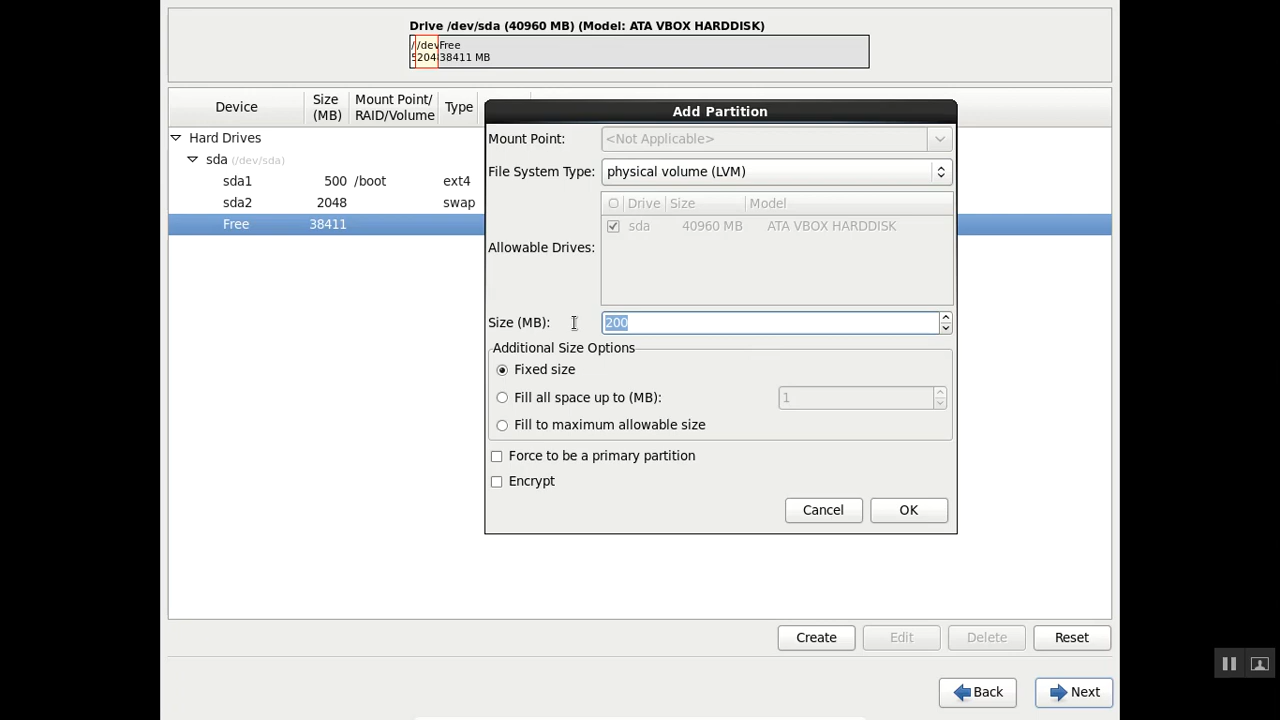 Drive /dev/sda (40960 MB) (Model: ATA VBOX HARDDISK)
/dev Free
204 38411 MB
Device
Size (MB)
Mount Point/ RAID/Volume
Type
Hard Drives
sda (/dev/sda)
sda1 500 /boot ext4
sda2 2048 swap
Free 38411
Add Partition
Mount Point: <Not Applicable>
File System Type: physical volume (LVM)
Drive Size Model
sda 40960 MB ATA VBOX HARDDISK
Allowable Drives:
Size (MB): 200
Additional Size Options
Fixed size
Fill all space up to (MB): 1
Fill to maximum allowable size
Force to be a primary partition
Encrypt
Cancel OK
Create Edit Delete Reset
Back Next